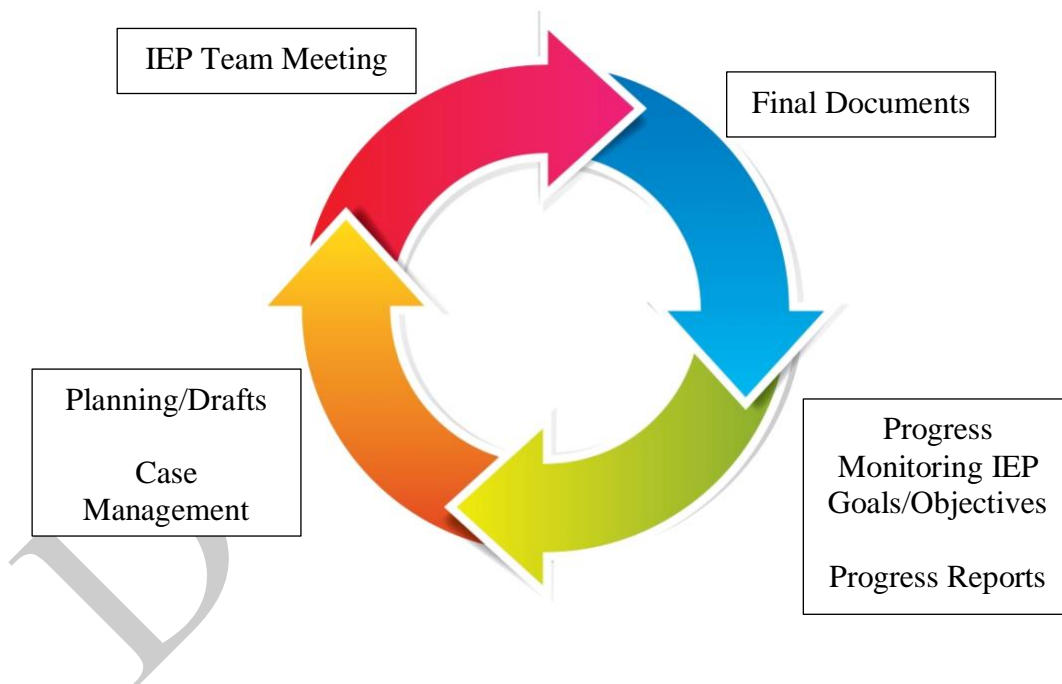 IEP Team Meeting
Final Documents
Planning/Drafts
Case
Management
Progress
Monitoring IEP
Goals/Objectives
Progress Reports
D